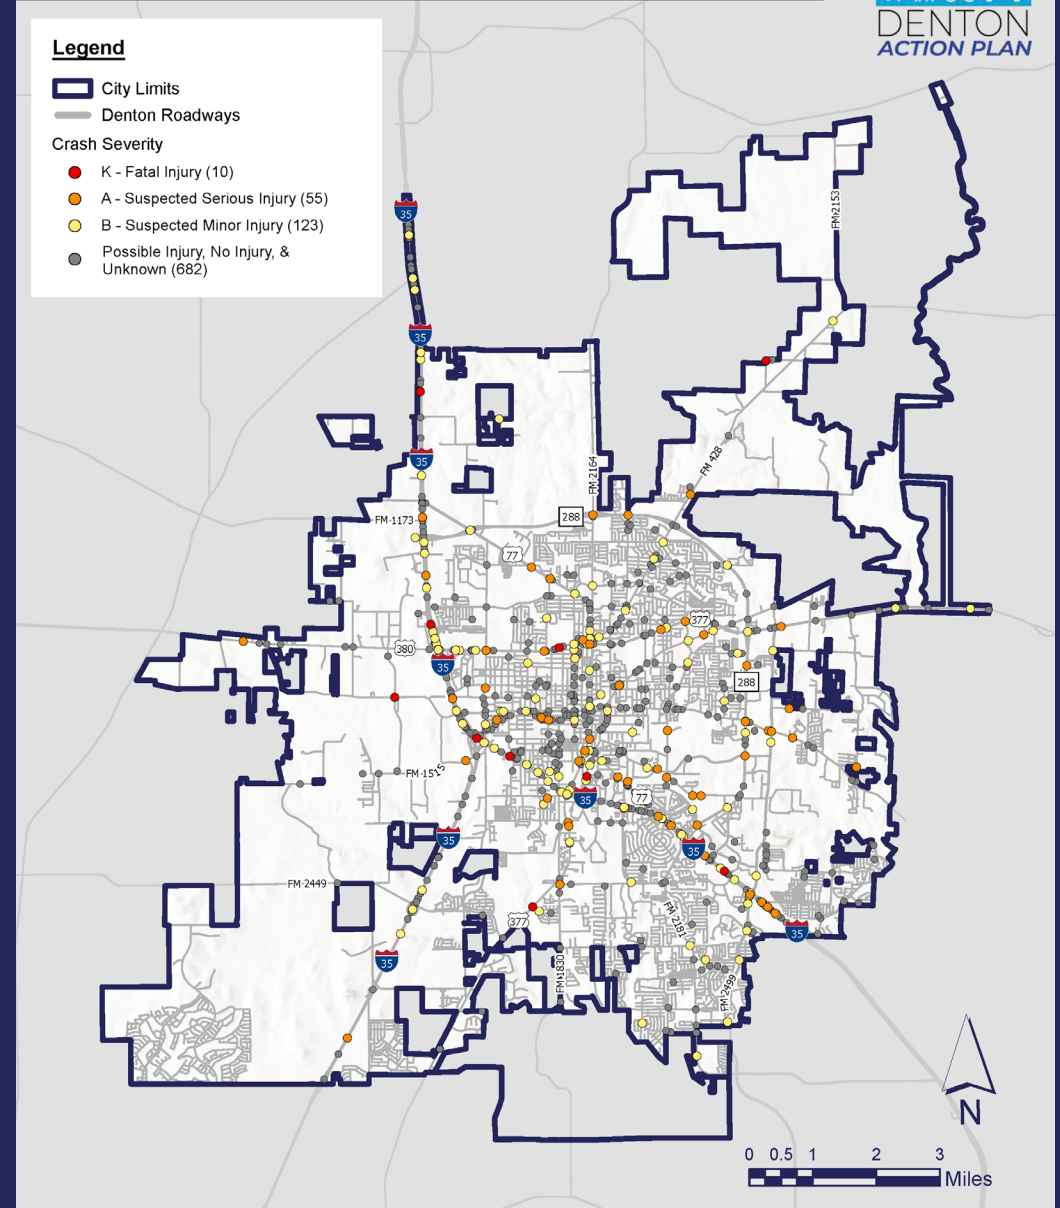 DENTON
ACTION PLAN
Legend
City Limits
Denton Roadways
Crash Severity
K - Fatal Injury (10)
A - Suspected Serious Injury (55)
B - Suspected Minor Injury (123)
Possible Injury, No Injury, &
Unknown (682)
35
FM 2153
35
35
FM 428
FM 2164
288
FM 1173
77
377
380
35
288
FM 1515
35
77
35
35
FM 2449
377
FM 2181
35
35
FM 1830
FM 2499
N
0 0.5 1 2 3
Miles